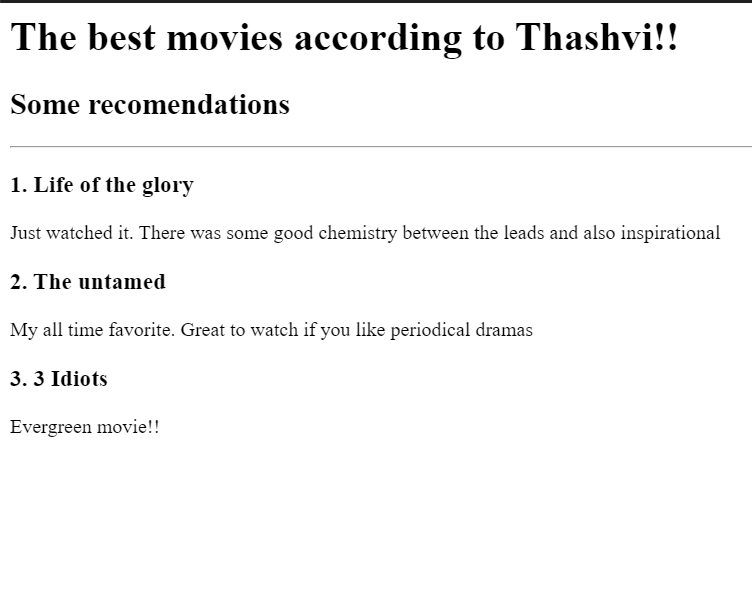 The best movies according to Thashvi!!
Some recomendations
1. Life of the glory
Just watched it. There was some good chemistry between the leads and also inspirational
2. The untamed
My all time favorite. Great to watch if you like periodical dramas
3. 3 Idiots
Evergreen movie!!